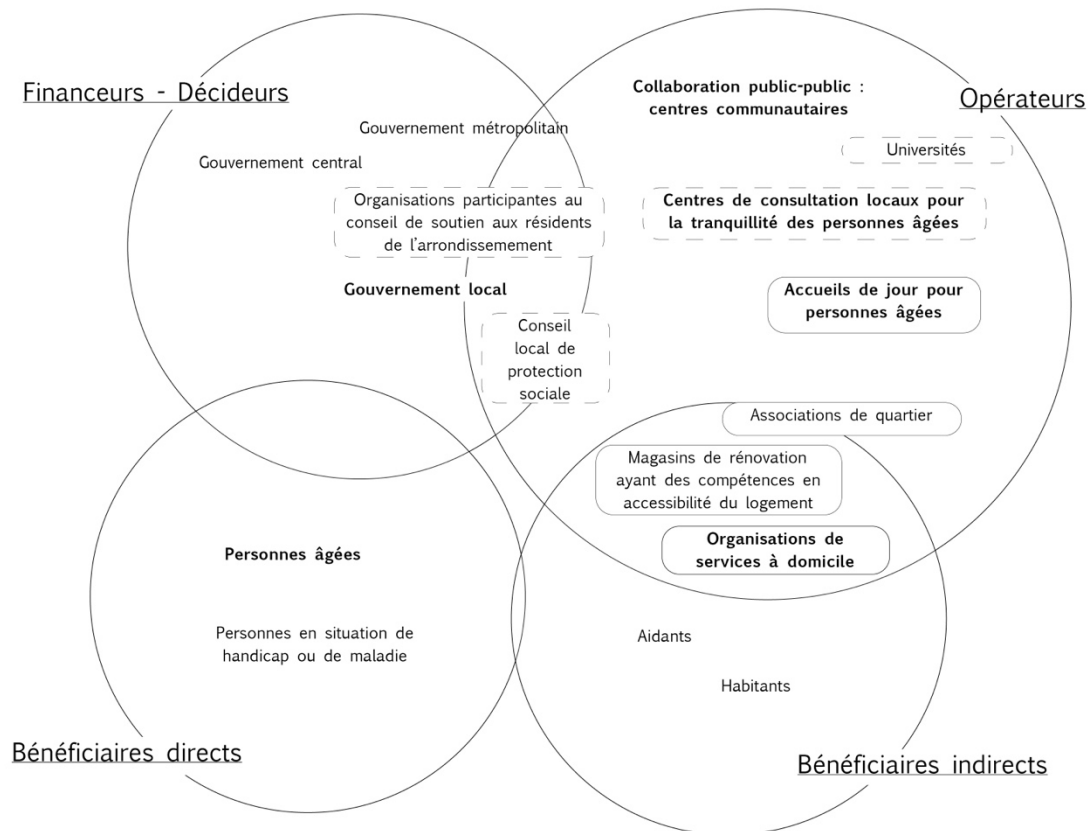 Financeurs - Décideurs
Gouvernement métropolitain
Gouvernement central
Organisations participantes au
conseil de soutien aux résidents
de l'arrondissemement
Gouvernement local
Conseil
local de
protection
sociale
Collaboration public-public :
centres communautaires
Opérateurs
Universités
Centres de consultation locaux pour
la tranquillité des personnes âgées
Accueils de jour pour
personnes âgées
Associations de quartier
Magasins de rénovation
ayant des compétences en
accessibilité du logement
Organisations de
services à domicile
Personnes âgées
Personnes en situation de
handicap ou de maladie
Bénéficiaires directs
Aidants
Habitants
Bénéficiaires indirects